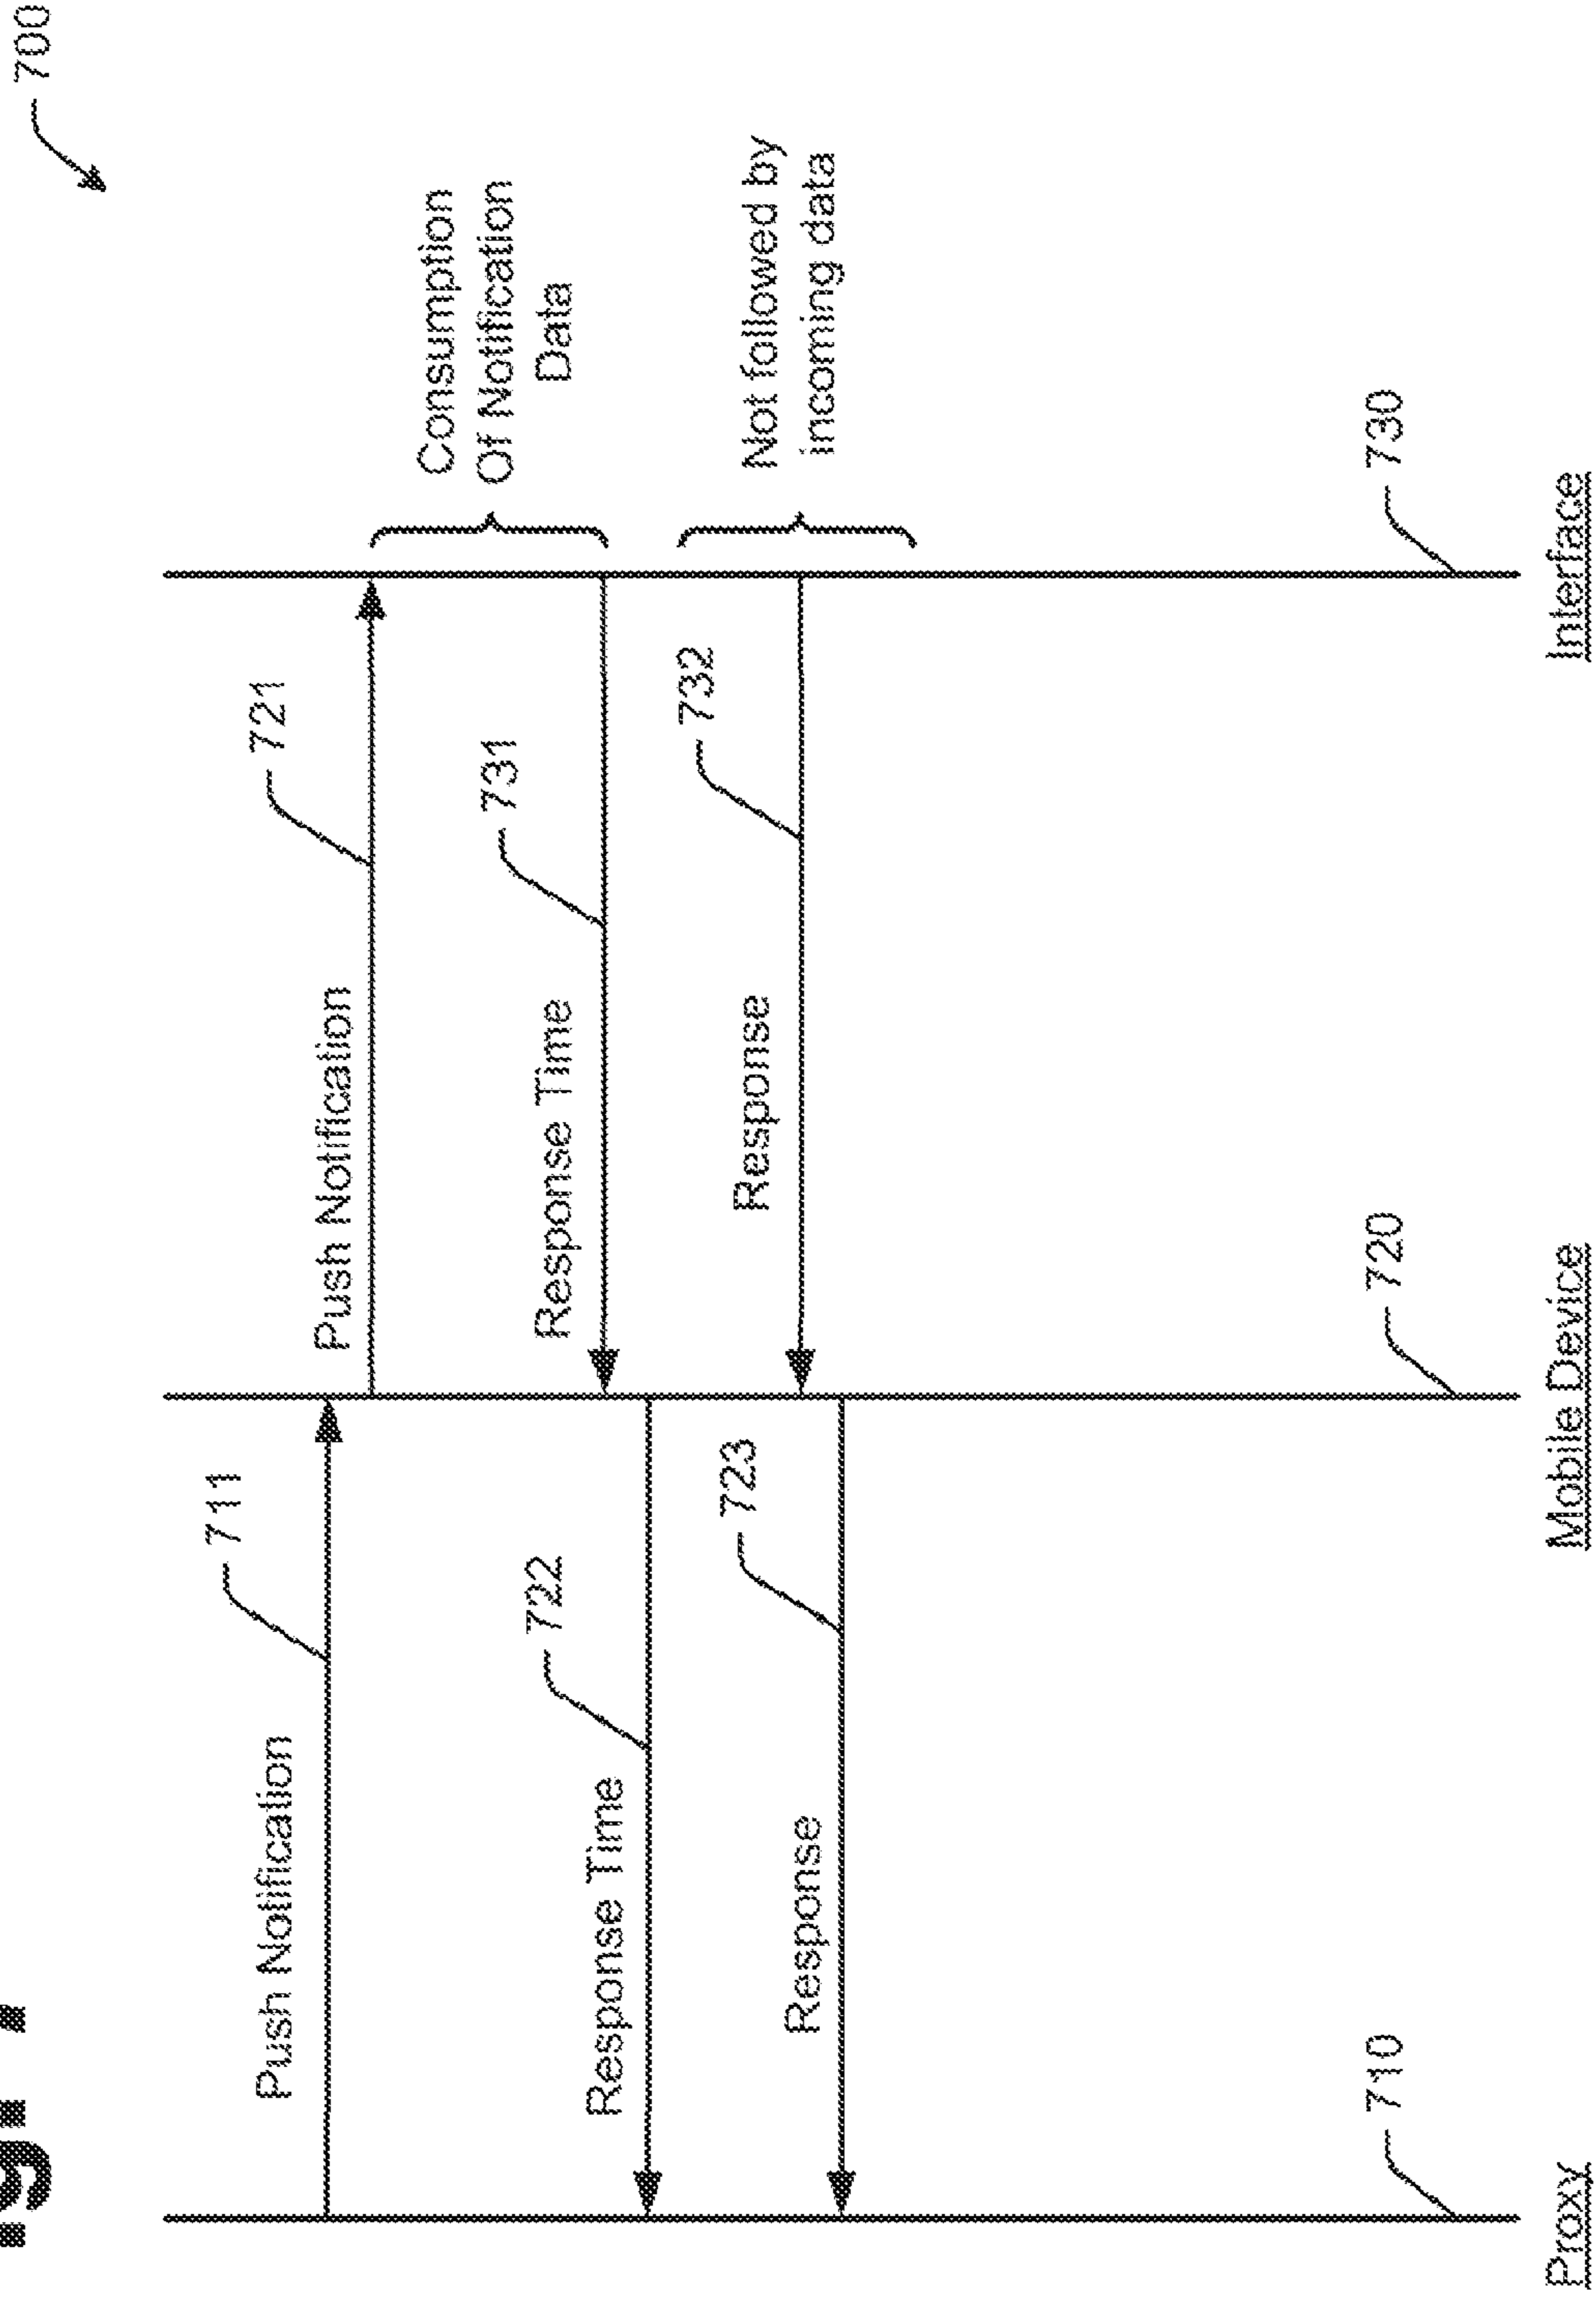 700
711
Push Notification
721
Push Notification
Consumption
Of Notification
Data
731
Response Time
722
Response Time
732
Response
Not followed by
incoming data
723
Response
710
720
730
Proxy
Mobile Device
Interface